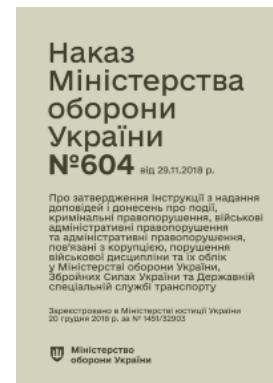 Наказ
Міністерства
оборони
України
№604 від 29.11.2018 р.
Про затвердження Інструкції з надання
доповідей і донесень про події,
кримінальні правопорушення, військові
адміністративні правопорушення
та адміністративні правопорушення,
пов'язані з корупцією, порушення
військової дисципліни та їх облік
у Міністерстві оборони України,
Збройних Силах України та Державній
спеціальній службі транспорту
Зареєстровано в Міністерстві юстиції України
20 грудня 2018 р. за № 1451/32903
Міністерство
оборони України